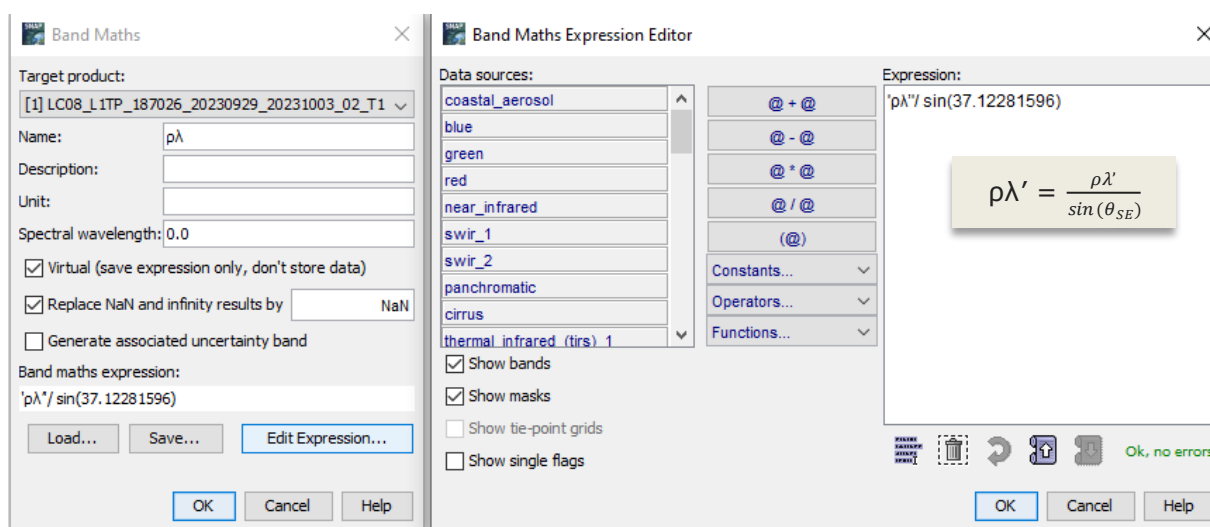 Band Maths
Target product:
[1] LC08_L1TP_187026_20230929_20231003_02_T1
Name:
ρλ
Description:
Unit:
Spectral wavelength:
0.0
Virtual (save expression only, don't store data)
Replace NaN and infinity results by
NaN
Generate associated uncertainty band
Band maths expression:
'ρλ''/ sin(37.12281596)
Load...
Save...
Edit Expression...
OK
Cancel
Help
Band Maths Expression Editor
Data sources:
coastal_aerosol
blue
green
red
near_infrared
swir_1
swir_2
panchromatic
cirrus
thermal_infrared_(tirs)_1
Show bands
Show masks
Show tie-point grids
Show single flags
@ + @
@ - @
@ * @
@ / @
(@)
Constants...
Operators...
Functions...
Expression:
'ρλ''/ sin(37.12281596)
ρλ′ = ρλ′ / sin(θSE)
Ok, no errors
OK
Cancel
Help